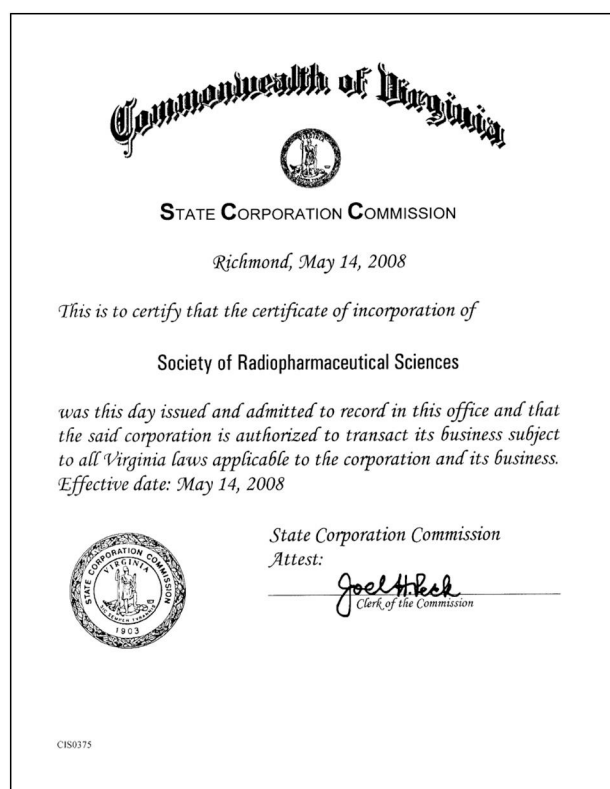 Commonwealth of Virginia
STATE CORPORATION COMMISSION
Richmond, May 14, 2008
This is to certify that the certificate of incorporation of
Society of Radiopharmaceutical Sciences
was this day issued and admitted to record in this office and that
the said corporation is authorized to transact its business subject
to all Virginia laws applicable to the corporation and its business.
Effective date: May 14, 2008
STATE CORPORATION COMMISSION
VIRGINIA
SIC SEMPER TYRANNIS
1903
State Corporation Commission
Attest:
Joel H. Peck
Clerk of the Commission
CIS0375